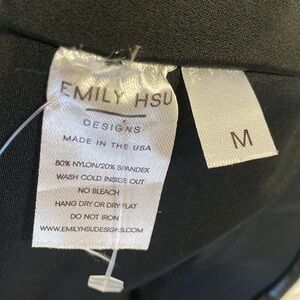 EMILY HSU
DESIGNS
MADE IN THE USA
80% NYLON/20% SPANDEX
WASH COLD INSIDE OUT
NO BLEACH
HANG DRY OR DRY FLAT
DO NOT IRON
WWW.EMILYHSUDESIGNS.COM
M